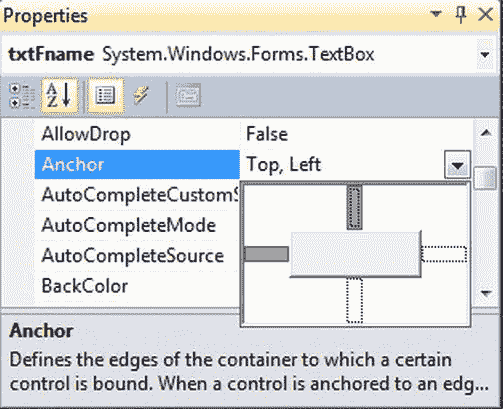 Properties
txtFname System.Windows.Forms.TextBox
A Z
AllowDrop False
Anchor Top, Left
AutoCompleteCustomS
AutoCompleteMode
AutoCompleteSource
BackColor
Anchor
Defines the edges of the container to which a certain
control is bound. When a control is anchored to an edg...